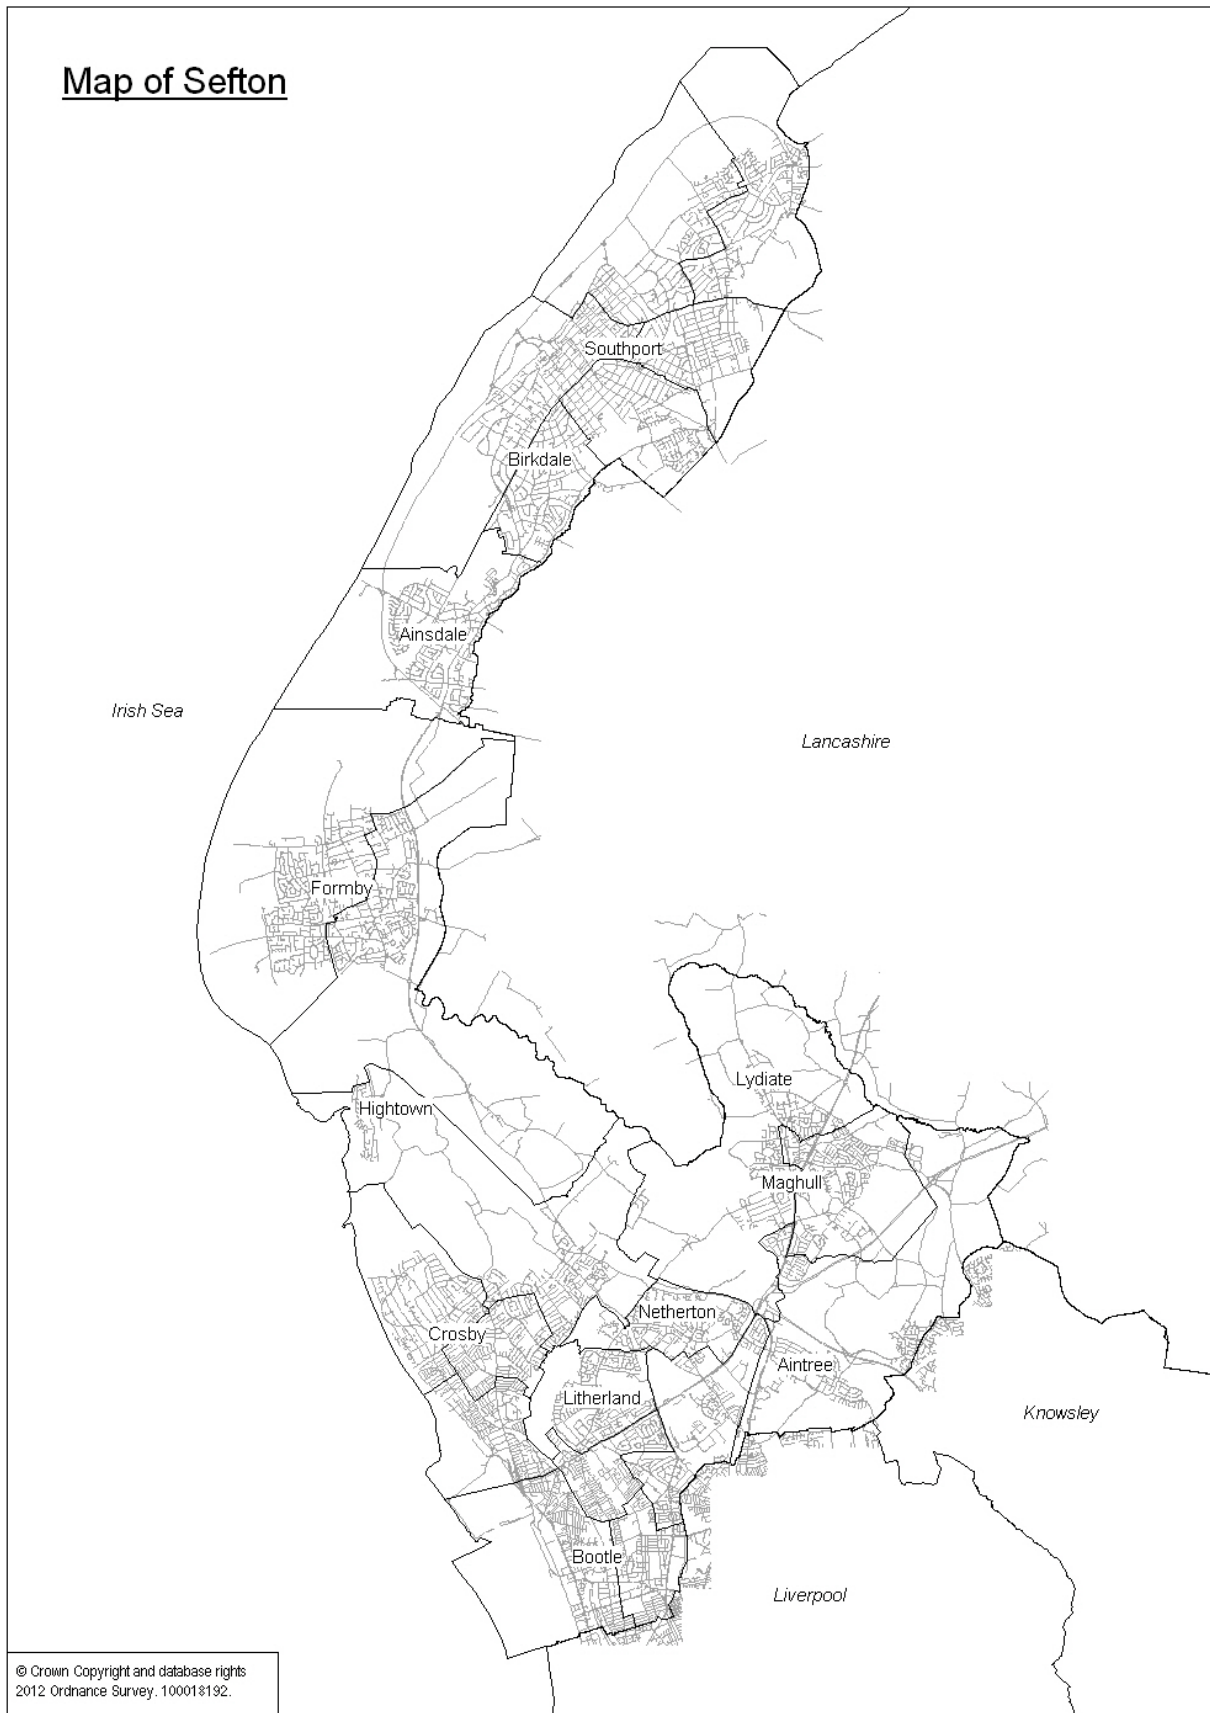 Map of Sefton
Southport
Birkdale
Ainsdale
Irish Sea
Lancashire
Formby
Lydiate
Hightown
Maghull
Netherton
Crosby
Aintree
Litherland
Knowsley
Bootle
Liverpool
© Crown Copyright and database rights
2012 Ordnance Survey. 100018192.